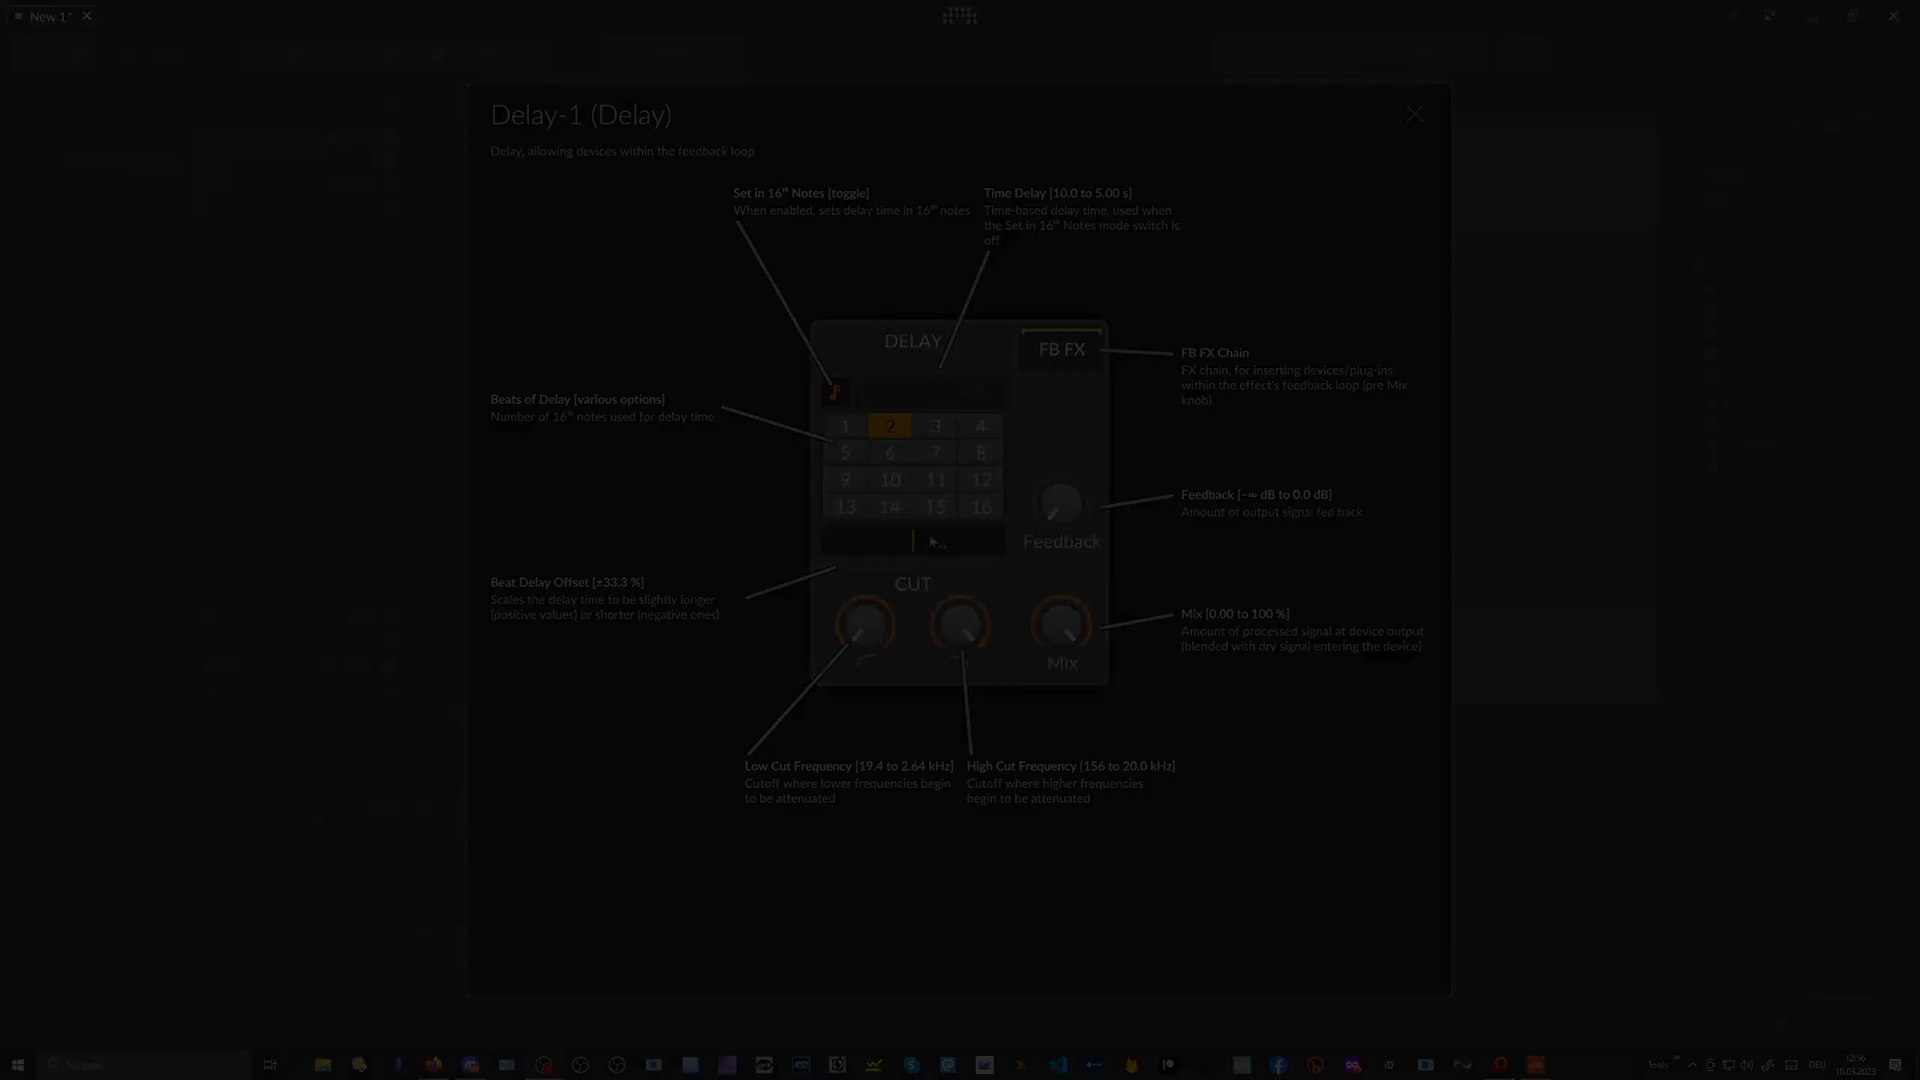 New 1*
Delay-1 (Delay)
Delay, allowing devices within the feedback loop
Set in 16th Notes [toggle]
When enabled, sets delay time in 16th notes
Time Delay [10.0 to 5.00 s]
Time-based delay time, used when
the Set in 16th Notes mode switch is
off
DELAY
FB FX
FB FX Chain
FX chain, for inserting devices/plug-ins
within the effect's feedback loop (pre Mix
knob)
Beats of Delay [various options]
Number of 16th notes used for delay time
1 2 3 4
5 6 7 8
9 10 11 12
13 14 15 16
Feedback [−∞ dB to 0.0 dB]
Amount of output signal fed back
Feedback
Beat Delay Offset [±33.3 %]
Scales the delay time to be slightly longer
(positive values) or shorter (negative ones)
CUT
Mix [0.00 to 100 %]
Amount of processed signal at device output
(blended with dry signal entering the device)
Mix
Low Cut Frequency [19.4 to 2.64 kHz]
Cutoff where lower frequencies begin
to be attenuated
High Cut Frequency [156 to 20.0 kHz]
Cutoff where higher frequencies
begin to be attenuated
Tools
DEU
12:56
10.03.2023